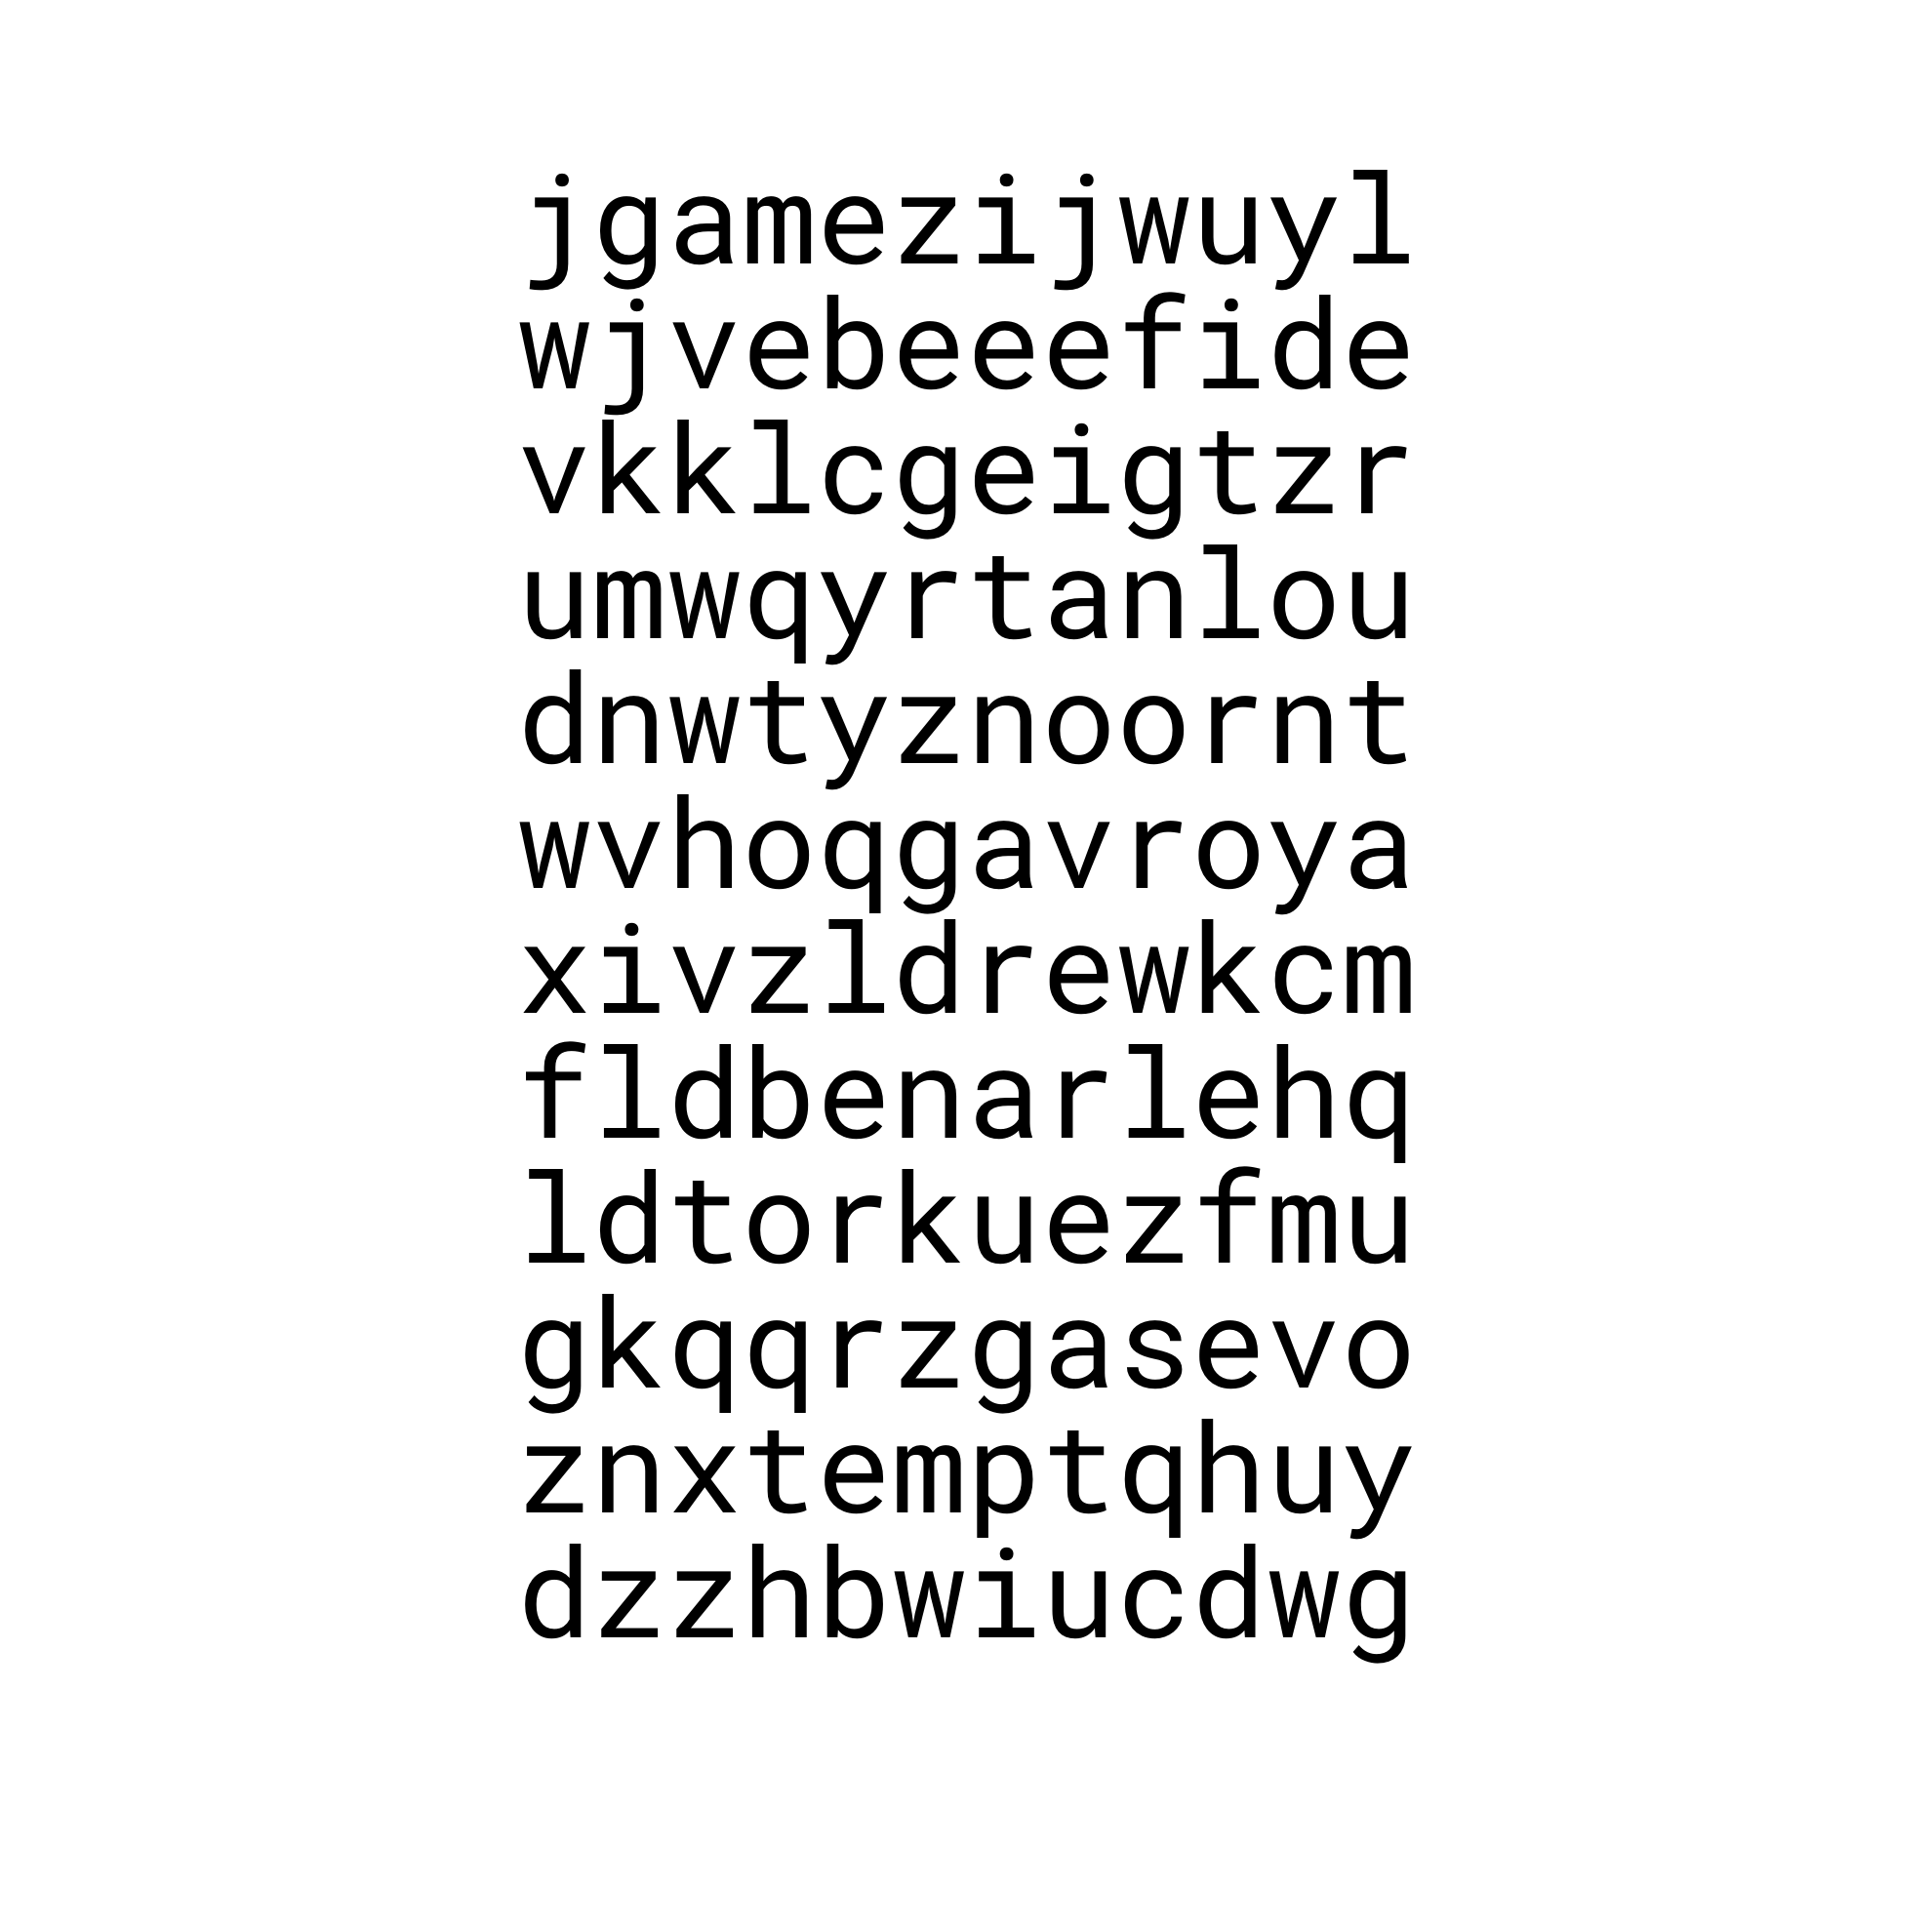 jgamezijwuyl
wjvebeeefide
vkklcgeigtzr
umwqyrtanlou
dnwtyznoornt
wvhoqgavroya
xivzldrewkcm
fldbenarlehq
ldtorkuezfmu
gkqqrzgasevo
znxtemptqhuy
dzzhbwiucdwg